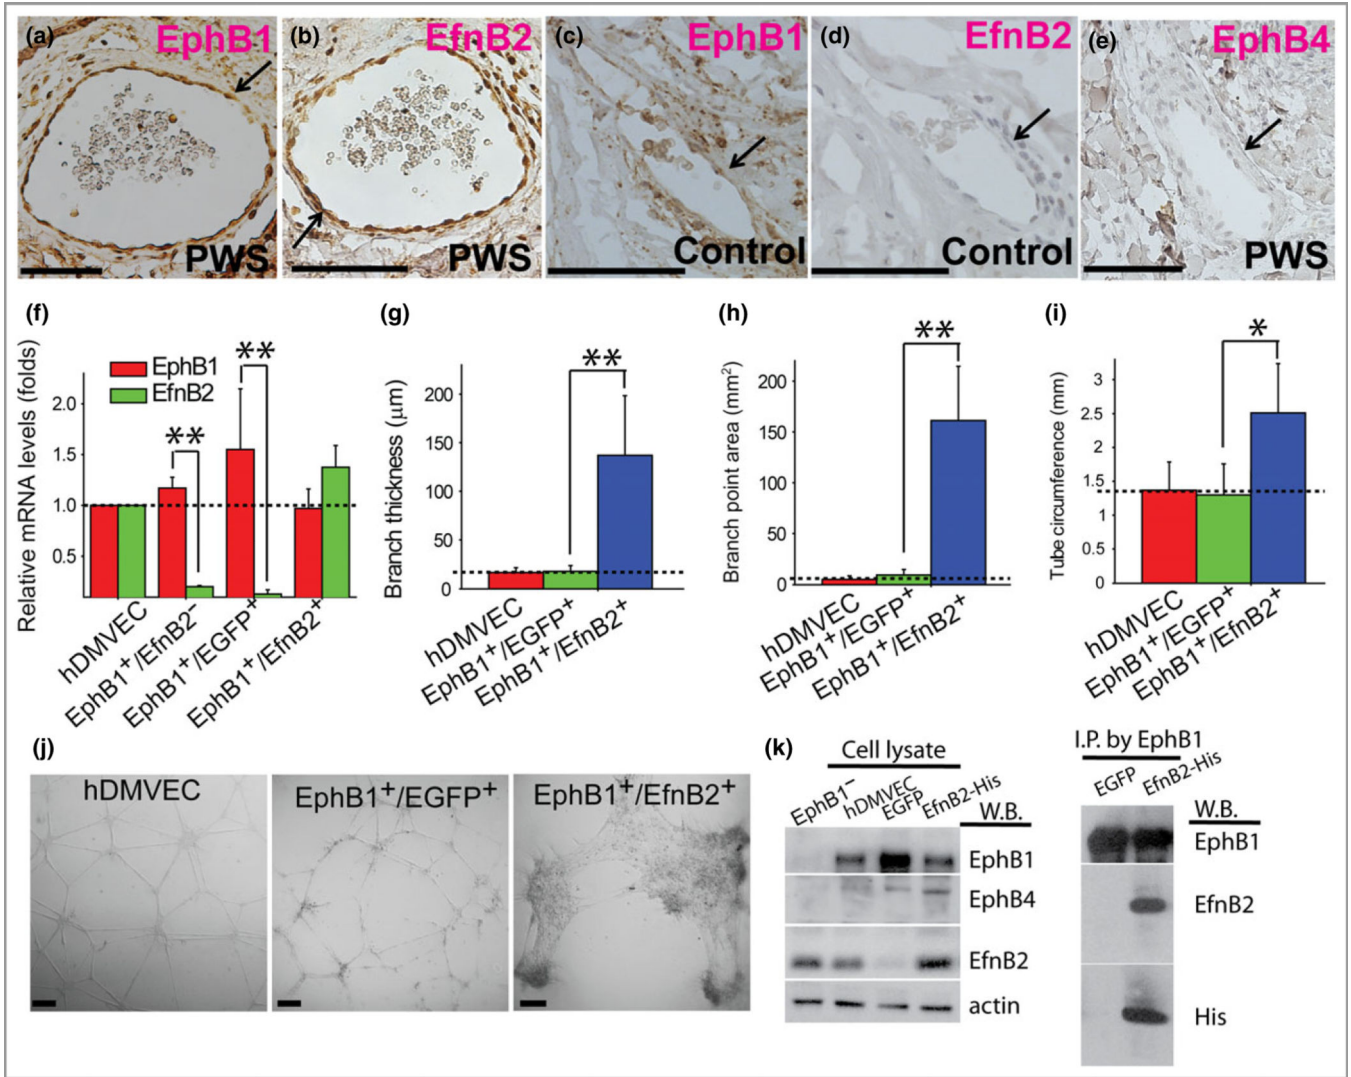 (a) EphB1 PWS
(b) EfnB2 PWS
(c) EphB1 Control
(d) EfnB2 Control
(e) EphB4 PWS
(f)
Relative mRNA levels (folds)
EphB1
EfnB2
** **
2.0
1.5
1.0
0.5
hDMVEC
EphB1⁺/EfnB2⁻
EphB1⁺/EGFP⁺
EphB1⁺/EfnB2⁺
(g)
Branch thickness (µm)
**
200
150
100
50
0
hDMVEC
EphB1⁺/EGFP⁺
EphB1⁺/EfnB2⁺
(h)
Branch point area (mm²)
**
200
150
100
50
0
hDMVEC
EphB1⁺/EGFP⁺
EphB1⁺/EfnB2⁺
(i)
Tube circumference (mm)
*
3
2.5
2
1.5
1
0.5
0
hDMVEC
EphB1⁺/EGFP⁺
EphB1⁺/EfnB2⁺
(j)
hDMVEC
EphB1⁺/EGFP⁺
EphB1⁺/EfnB2⁺
(k)
Cell lysate
EphB1⁻
hDMVEC
EGFP
EfnB2-His
W.B.
EphB1
EphB4
EfnB2
actin
I.P. by EphB1
EGFP
EfnB2-His
W.B.
EphB1
EfnB2
His